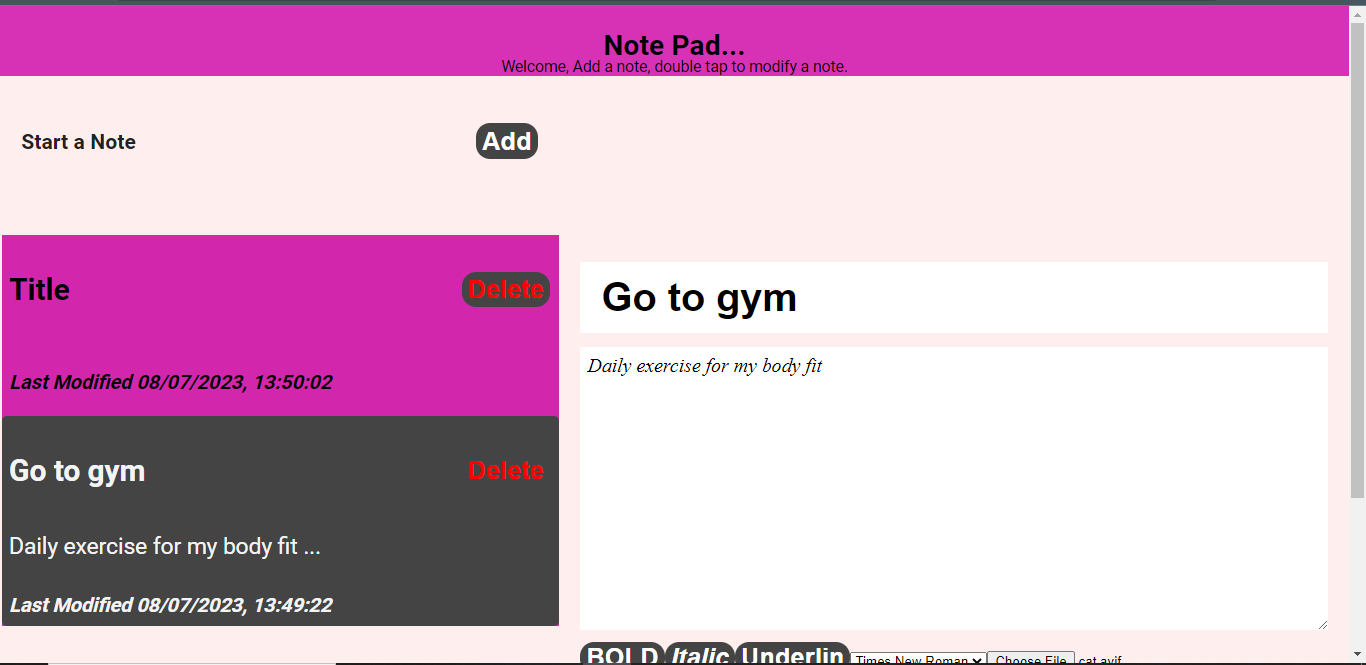 Note Pad...
Welcome, Add a note, double tap to modify a note.
Start a Note
Add
Title
Delete
Last Modified 08/07/2023, 13:50:02
Go to gym
Delete
Daily exercise for my body fit ...
Last Modified 08/07/2023, 13:49:22
Go to gym
Daily exercise for my body fit
BOLD Italic Underlin Times New Roman Choose File cat.avif